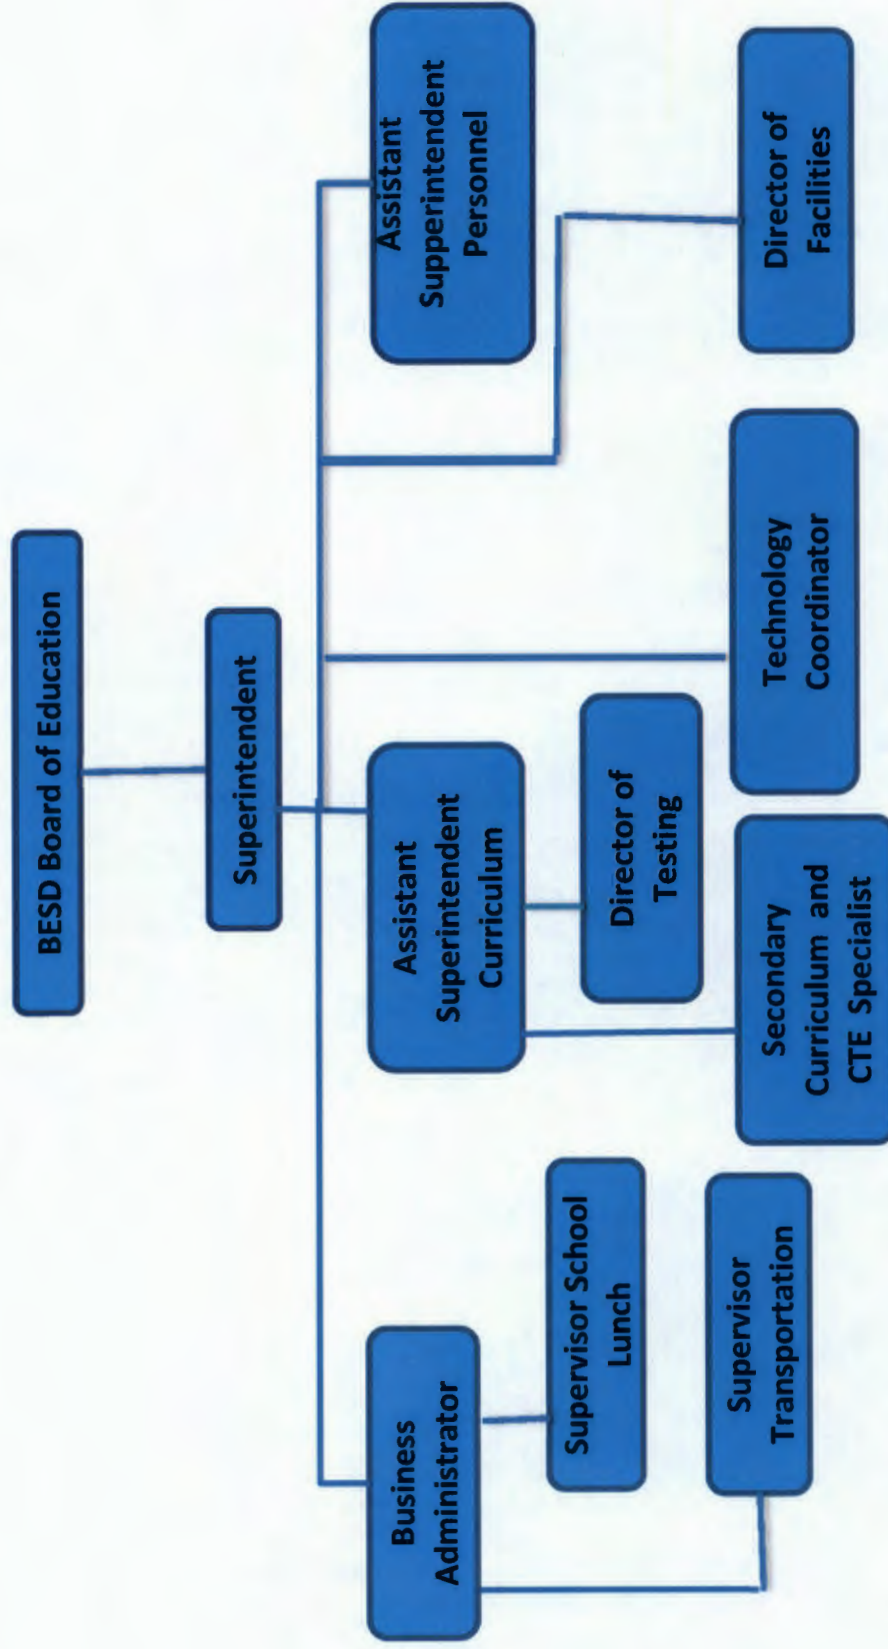 BESD Board of Education
Superintendent
Business
Administrator
Assistant
Superintendent
Curriculum
Assistant
Supperintendent
Personnel
Supervisor School
Lunch
Director of
Testing
Supervisor
Transportation
Secondary
Curriculum and
CTE Specialist
Technology
Coordinator
Director of
Facilities